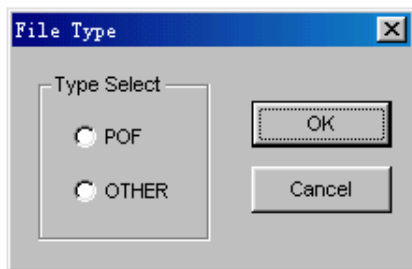 File Type
Type Select
POF
OTHER
OK
Cancel